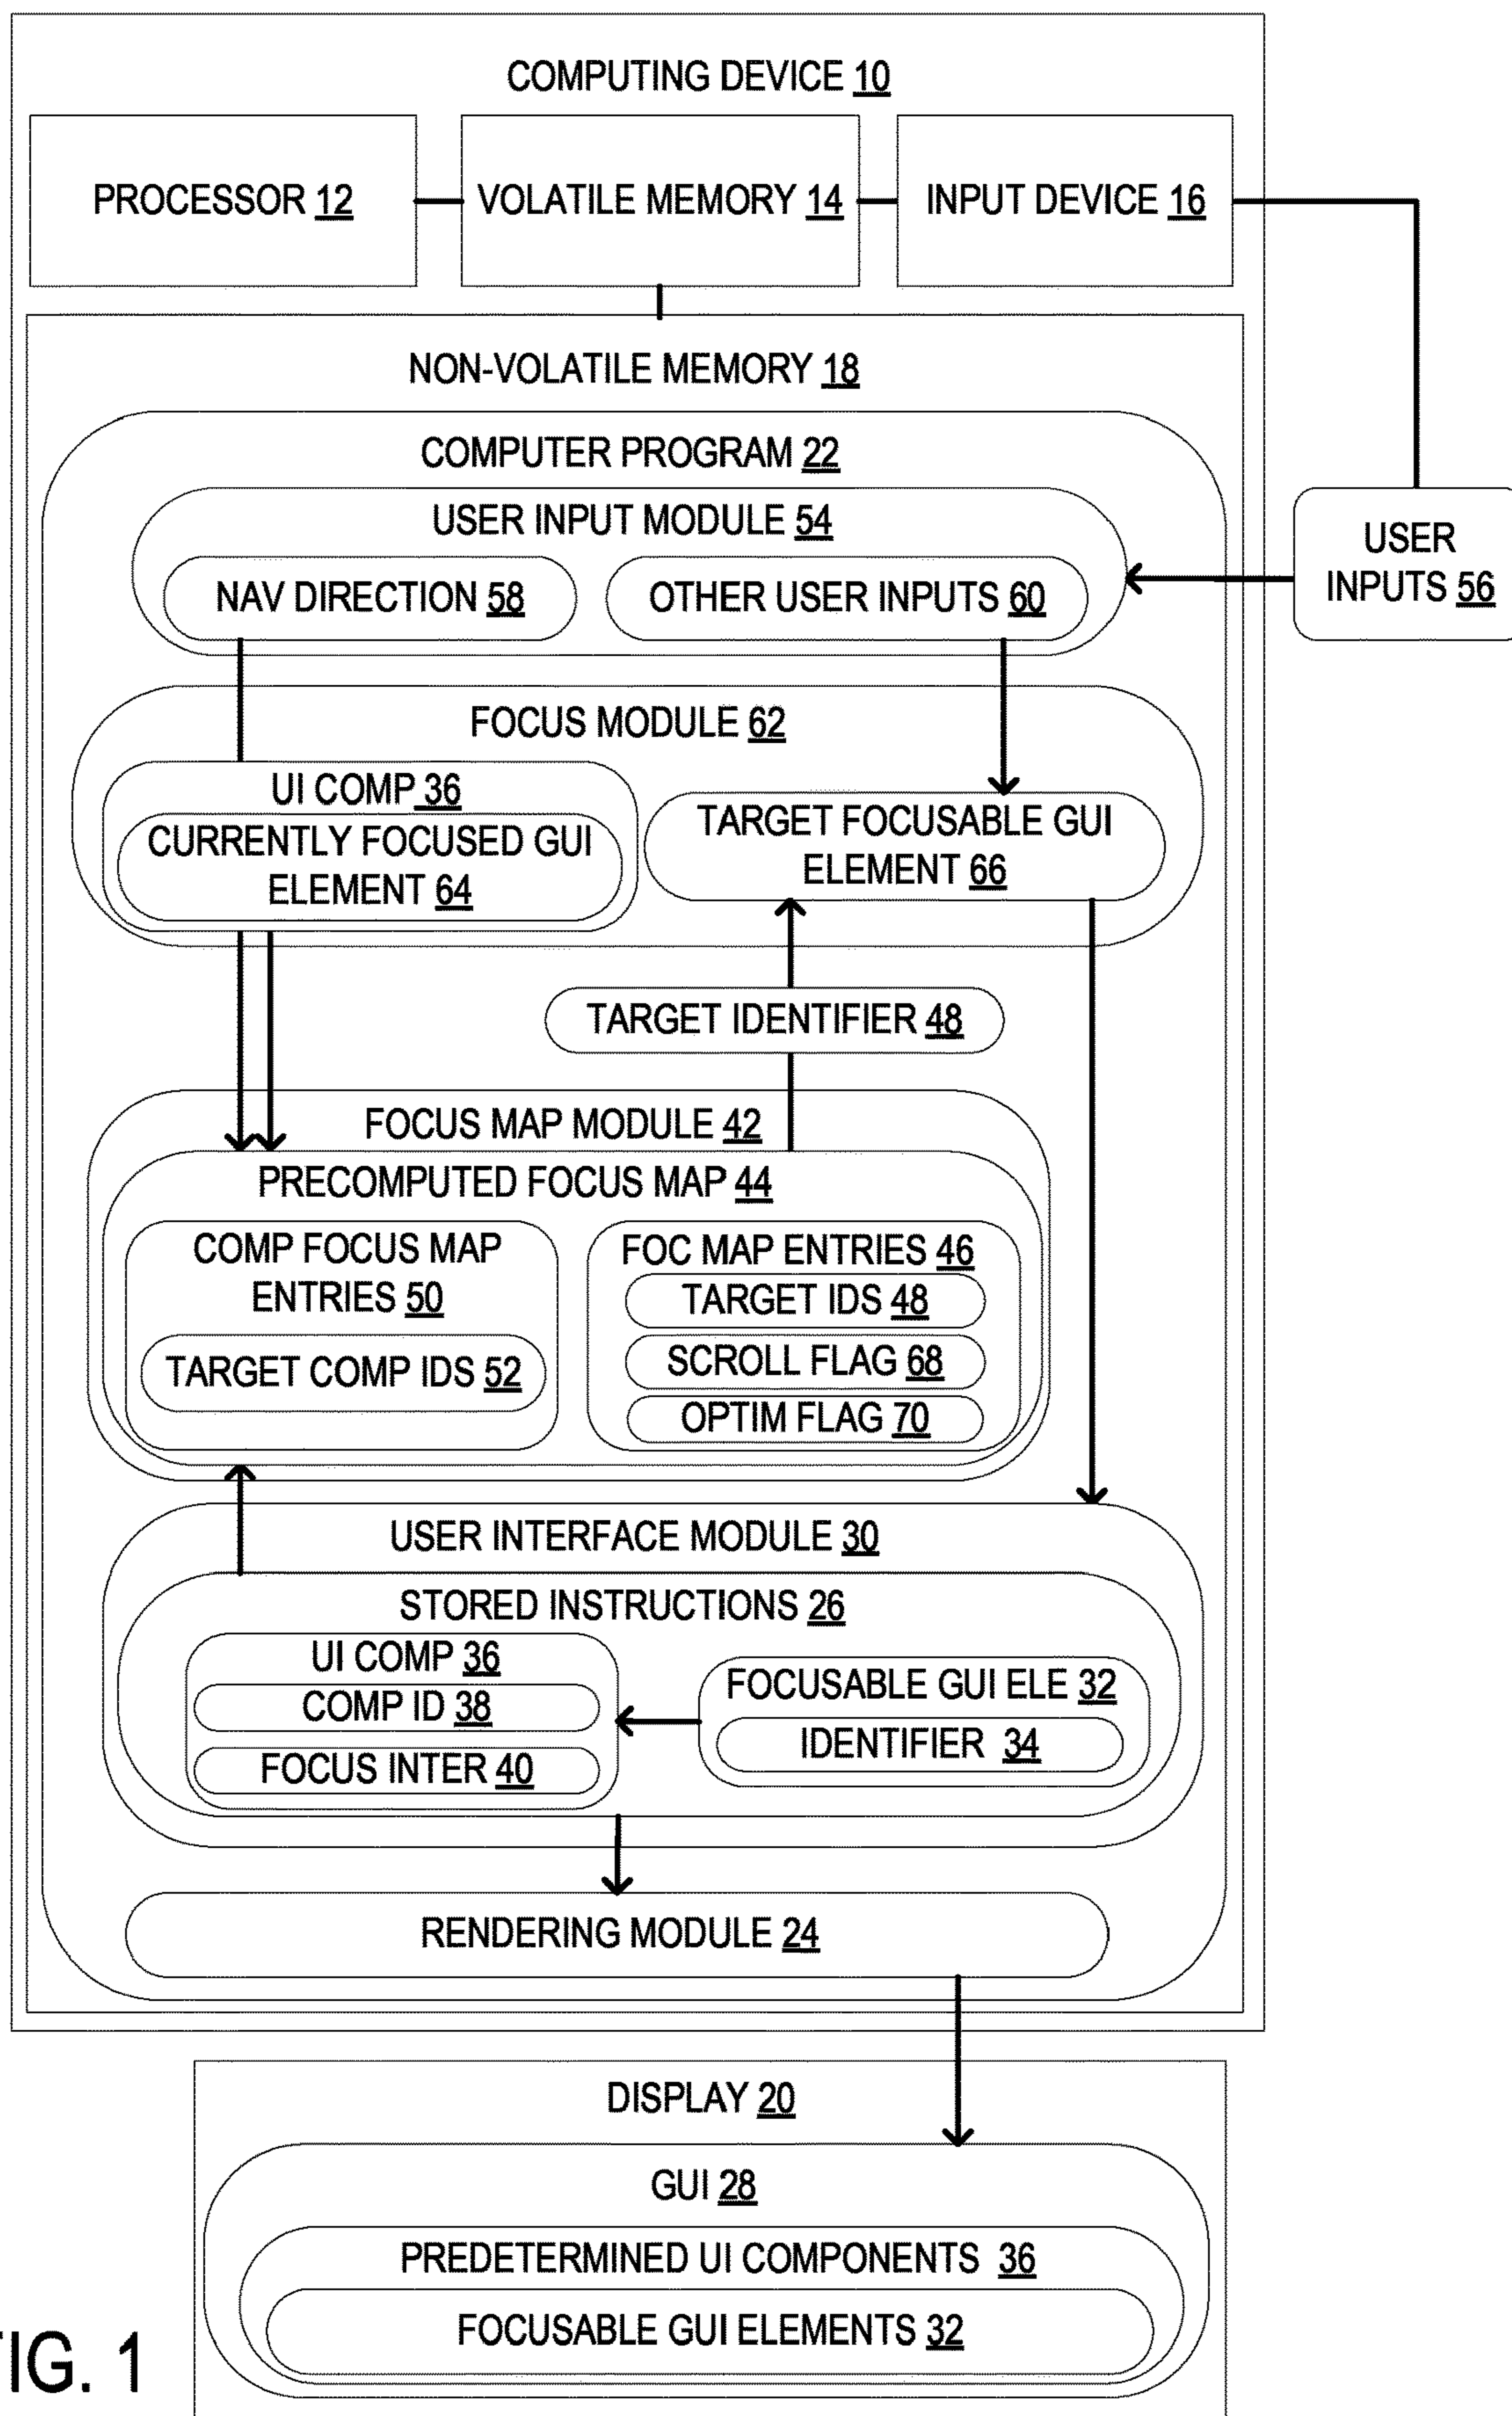 COMPUTING DEVICE 10
PROCESSOR 12
VOLATILE MEMORY 14
INPUT DEVICE 16
NON-VOLATILE MEMORY 18
COMPUTER PROGRAM 22
USER INPUT MODULE 54
NAV DIRECTION 58
OTHER USER INPUTS 60
USER
INPUTS 56
FOCUS MODULE 62
UI COMP 36
CURRENTLY FOCUSED GUI
ELEMENT 64
TARGET FOCUSABLE GUI
ELEMENT 66
TARGET IDENTIFIER 48
FOCUS MAP MODULE 42
PRECOMPUTED FOCUS MAP 44
COMP FOCUS MAP
ENTRIES 50
TARGET COMP IDS 52
FOC MAP ENTRIES 46
TARGET IDS 48
SCROLL FLAG 68
OPTIM FLAG 70
USER INTERFACE MODULE 30
STORED INSTRUCTIONS 26
UI COMP 36
COMP ID 38
FOCUS INTER 40
FOCUSABLE GUI ELE 32
IDENTIFIER 34
RENDERING MODULE 24
DISPLAY 20
GUI 28
PREDETERMINED UI COMPONENTS 36
FOCUSABLE GUI ELEMENTS 32
FIG. 1